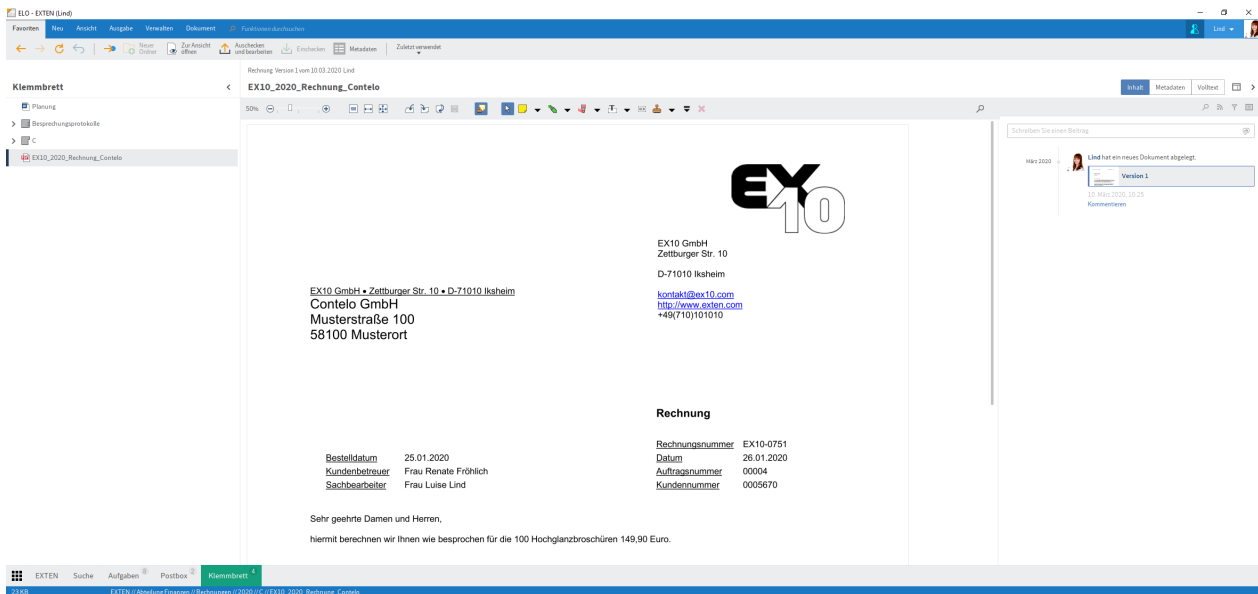 ELO - EXTEN (Lind)
Favoriten Neu Ansicht Ausgabe Verwalten Dokument Funktionen durchsuchen Lind
Neuer Ordner Zur Ansicht öffnen Auschecken und bearbeiten Einchecken Metadaten Zuletzt verwendet
Klemmbrett
Planung
Besprechungsprotokolle
C
EX10_2020_Rechnung_Contelo
Rechnung Version 1 vom 10.03.2020 Lind
EX10_2020_Rechnung_Contelo
Inhalt Metadaten Volltext
50%
EX10
EX10 GmbH
Zettburger Str. 10
D-71010 Iksheim
kontakt@ex10.com
http://www.exten.com
+49(710)101010
EX10 GmbH • Zettburger Str. 10 • D-71010 Iksheim
Contelo GmbH
Musterstraße 100
58100 Musterort
Rechnung
Rechnungsnummer EX10-0751
Bestelldatum 25.01.2020 Datum 26.01.2020
Kundenbetreuer Frau Renate Fröhlich Auftragsnummer 00004
Sachbearbeiter Frau Luise Lind Kundennummer 0005670
Sehr geehrte Damen und Herren,
hiermit berechnen wir Ihnen wie besprochen für die 100 Hochglanzbroschüren 149,90 Euro.
Schreiben Sie einen Beitrag
März 2020
Lind hat ein neues Dokument abgelegt.
Version 1
10. März 2020, 10:25
Kommentieren
EXTEN Suche Aufgaben 8 Postbox 2 Klemmbrett 4
23 KB EXTEN // Abteilung Finanzen // Rechnungen // 2020 // C // EX10_2020_Rechnung_Contelo